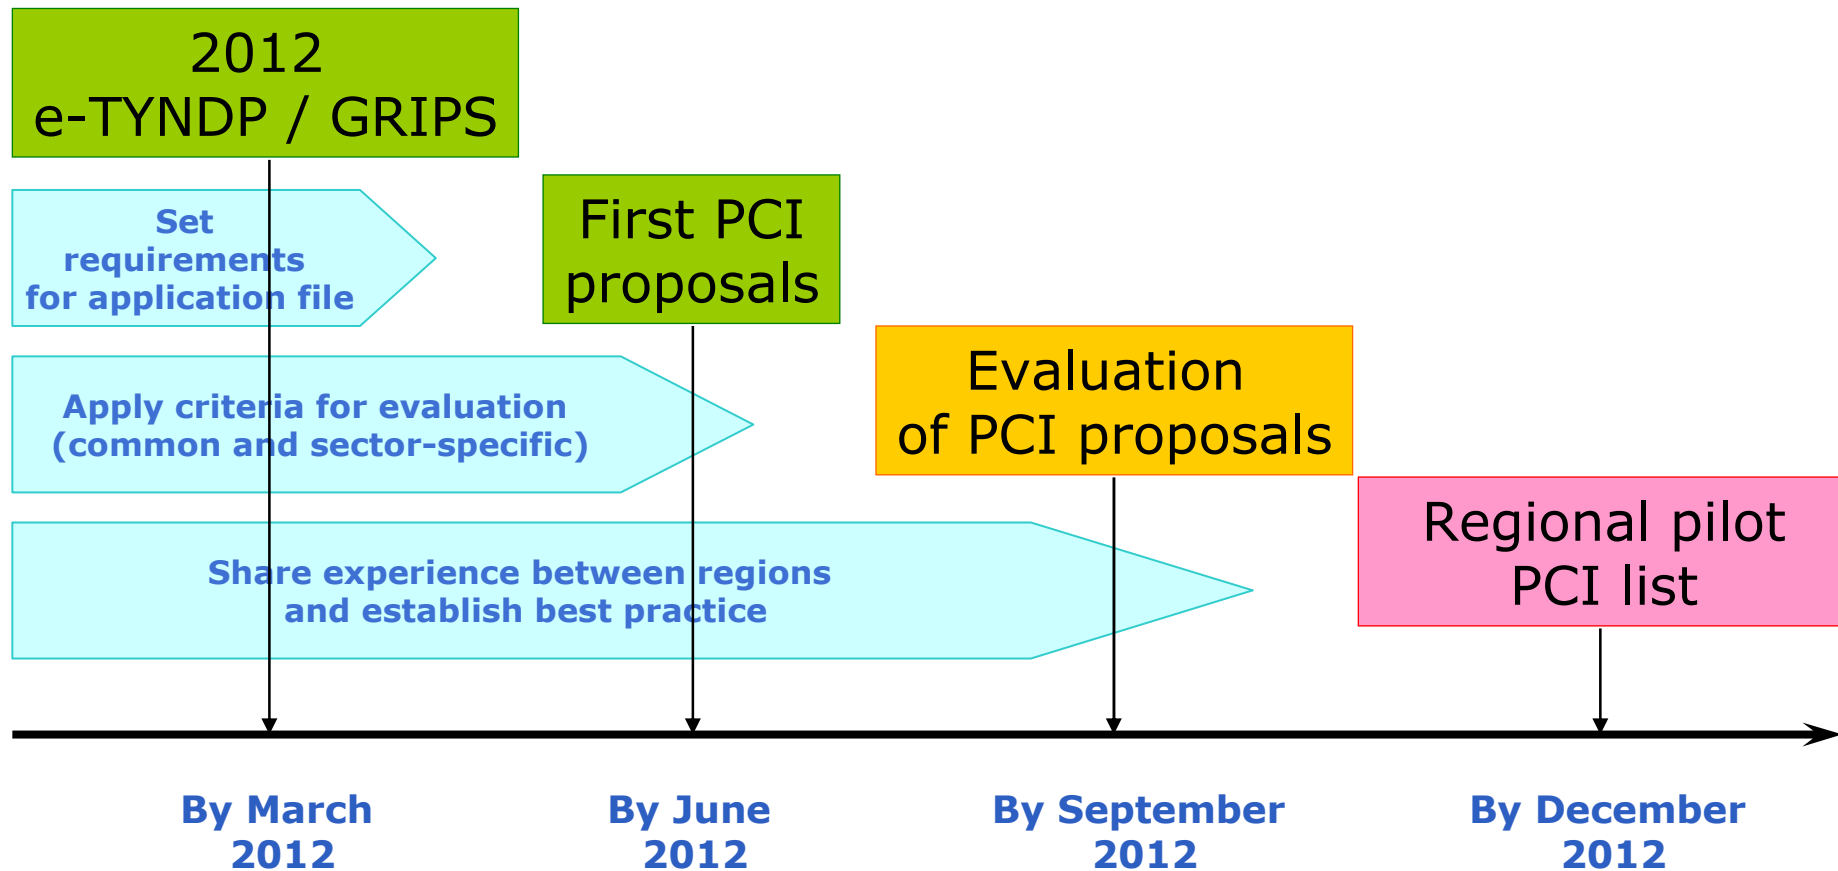 2012
e-TYNDP / GRIPS
Set
requirements
for application file
First PCI
proposals
Apply criteria for evaluation
(common and sector-specific)
Evaluation
of PCI proposals
Share experience between regions
and establish best practice
Regional pilot
PCI list
By March
2012
By June
2012
By September
2012
By December
2012